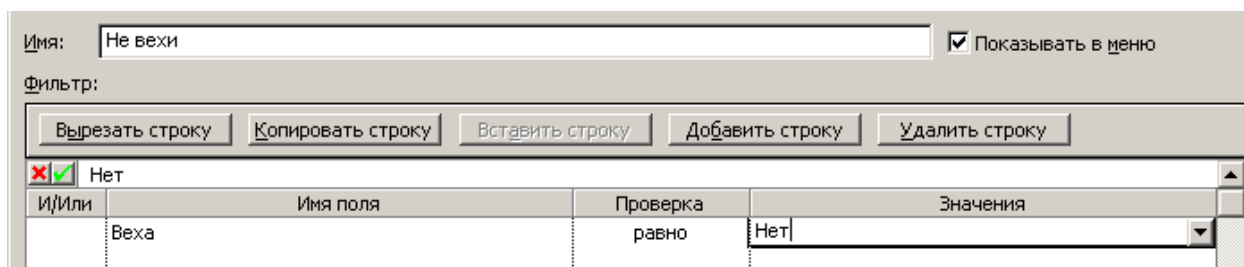 Имя: Не вехи Показывать в меню
Фильтр:
Вырезать строку Копировать строку Вставить строку Добавить строку Удалить строку
Нет
И/Или Имя поля Проверка Значения
Веха равно Нет